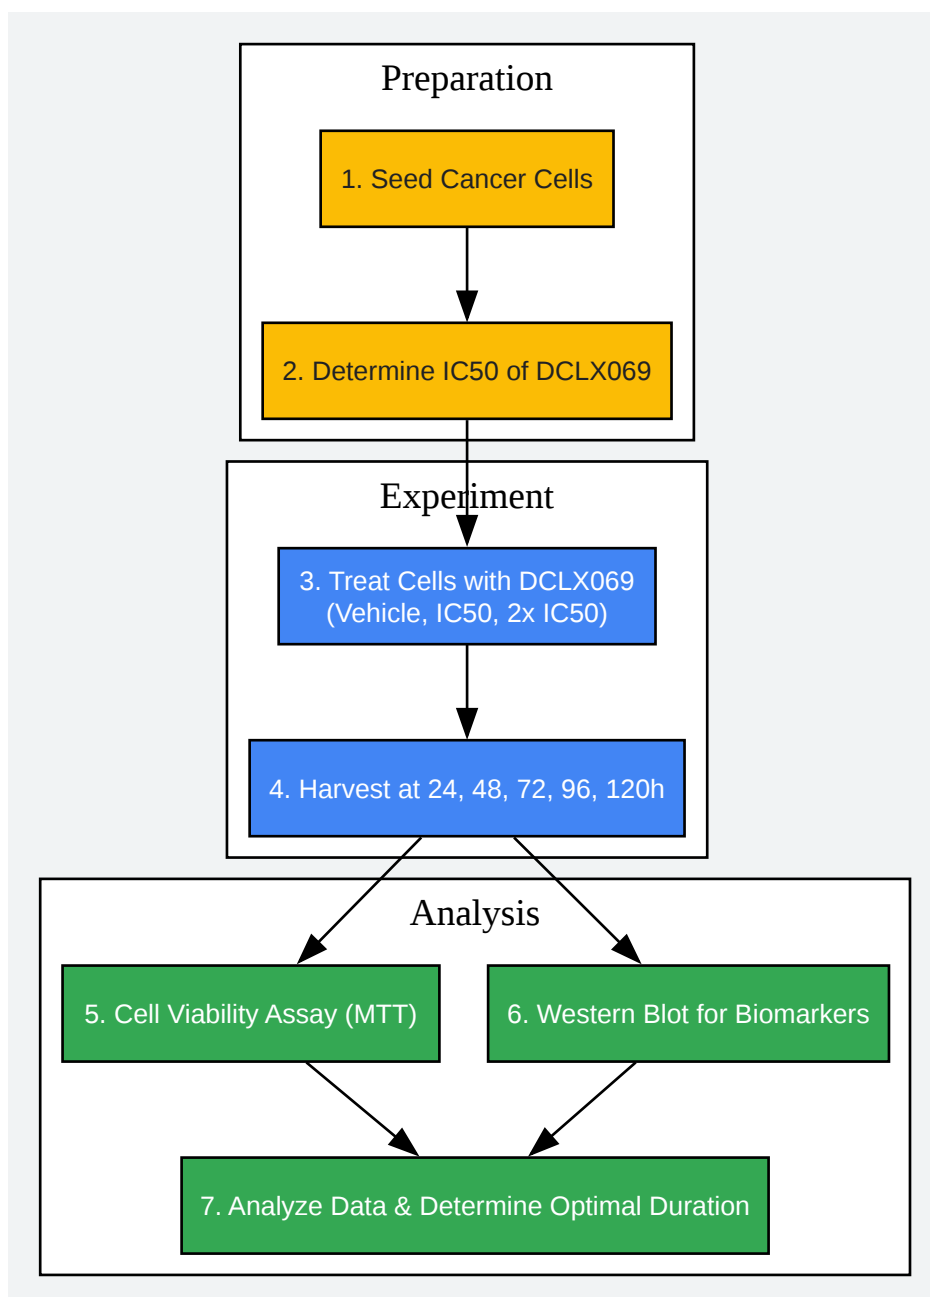 Preparation
1. Seed Cancer Cells
2. Determine IC50 of DCLX069
Experiment
3. Treat Cells with DCLX069
(Vehicle, IC50, 2x IC50)
4. Harvest at 24, 48, 72, 96, 120h
Analysis
5. Cell Viability Assay (MTT)
6. Western Blot for Biomarkers
7. Analyze Data & Determine Optimal Duration